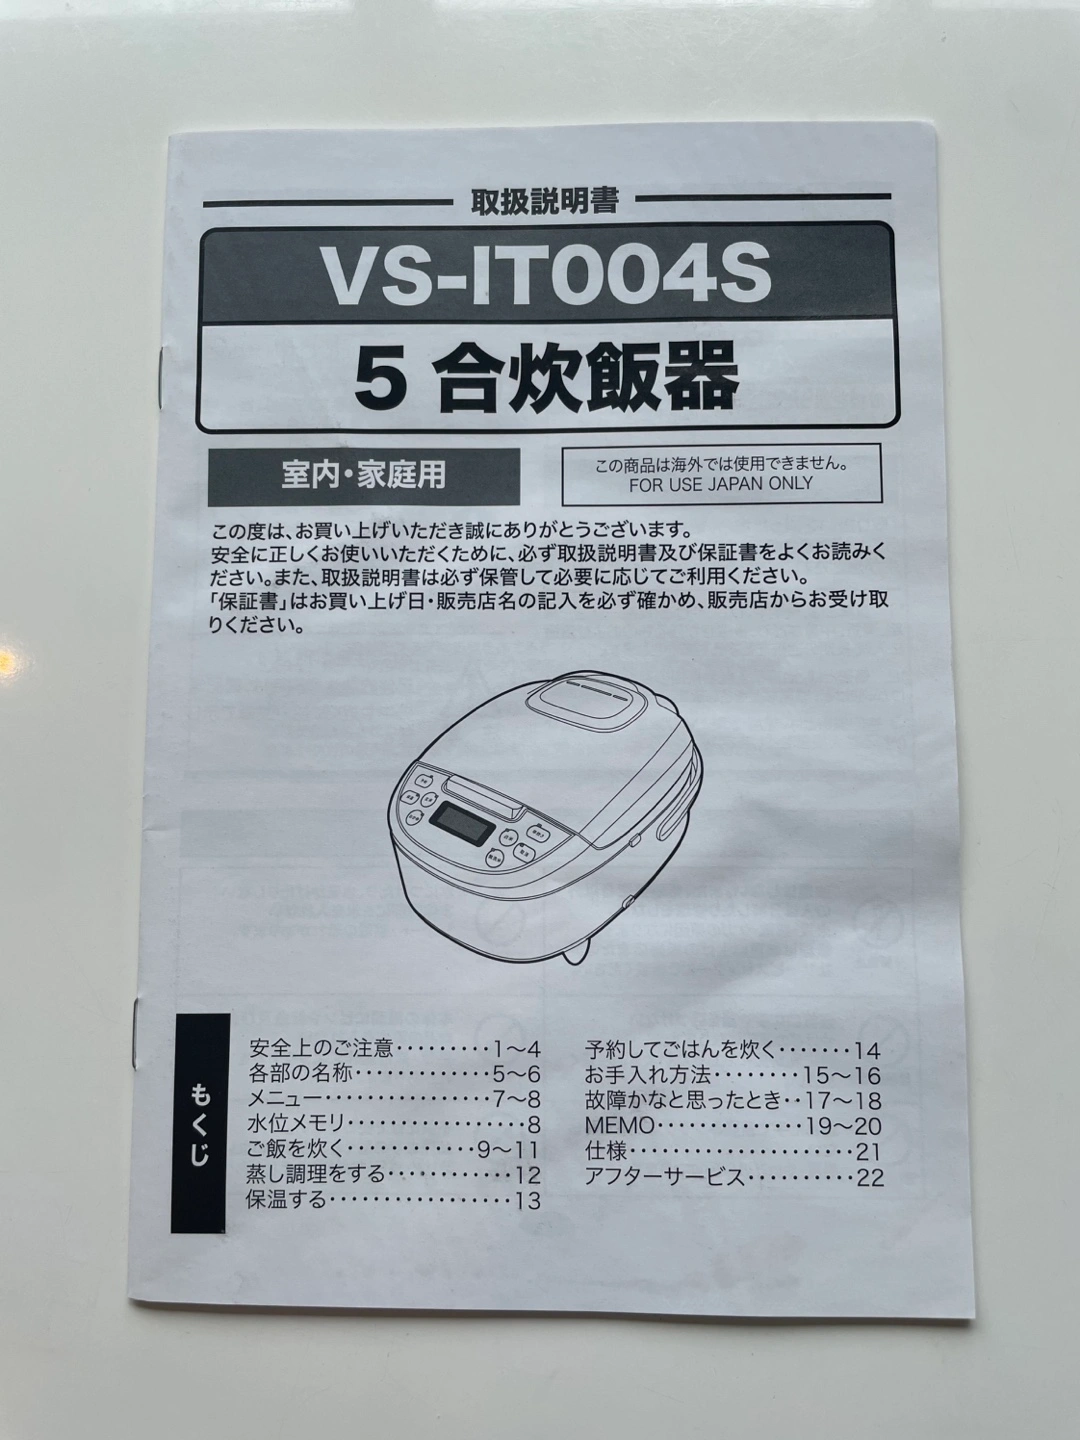 取扱説明書
VS-IT004S
5合炊飯器
室内・家庭用
この商品は海外では使用できません。
FOR USE JAPAN ONLY
この度は、お買い上げいただき誠にありがとうございます。
安全に正しくお使いいただくために、必ず取扱説明書及び保証書をよくお読みく
ださい。また、取扱説明書は必ず保管して必要に応じてご利用ください。
「保証書」はお買い上げ日・販売店名の記入を必ず確かめ、販売店からお受け取
りください。
もくじ
安全上のご注意・・・・・・・・・1〜4
各部の名称・・・・・・・・・・・・・5〜6
メニュー・・・・・・・・・・・・・・・・7〜8
水位メモリ・・・・・・・・・・・・・・・・・・8
ご飯を炊く・・・・・・・・・・・・9〜11
蒸し調理をする・・・・・・・・・・・・12
保温する・・・・・・・・・・・・・・・・・・13
予約してごはんを炊く・・・・・・・14
お手入れ方法・・・・・・・・15〜16
故障かなと思ったとき・・17〜18
MEMO・・・・・・・・・・・・・・19〜20
仕様・・・・・・・・・・・・・・・・・・・・・・21
アフターサービス・・・・・・・・・・22